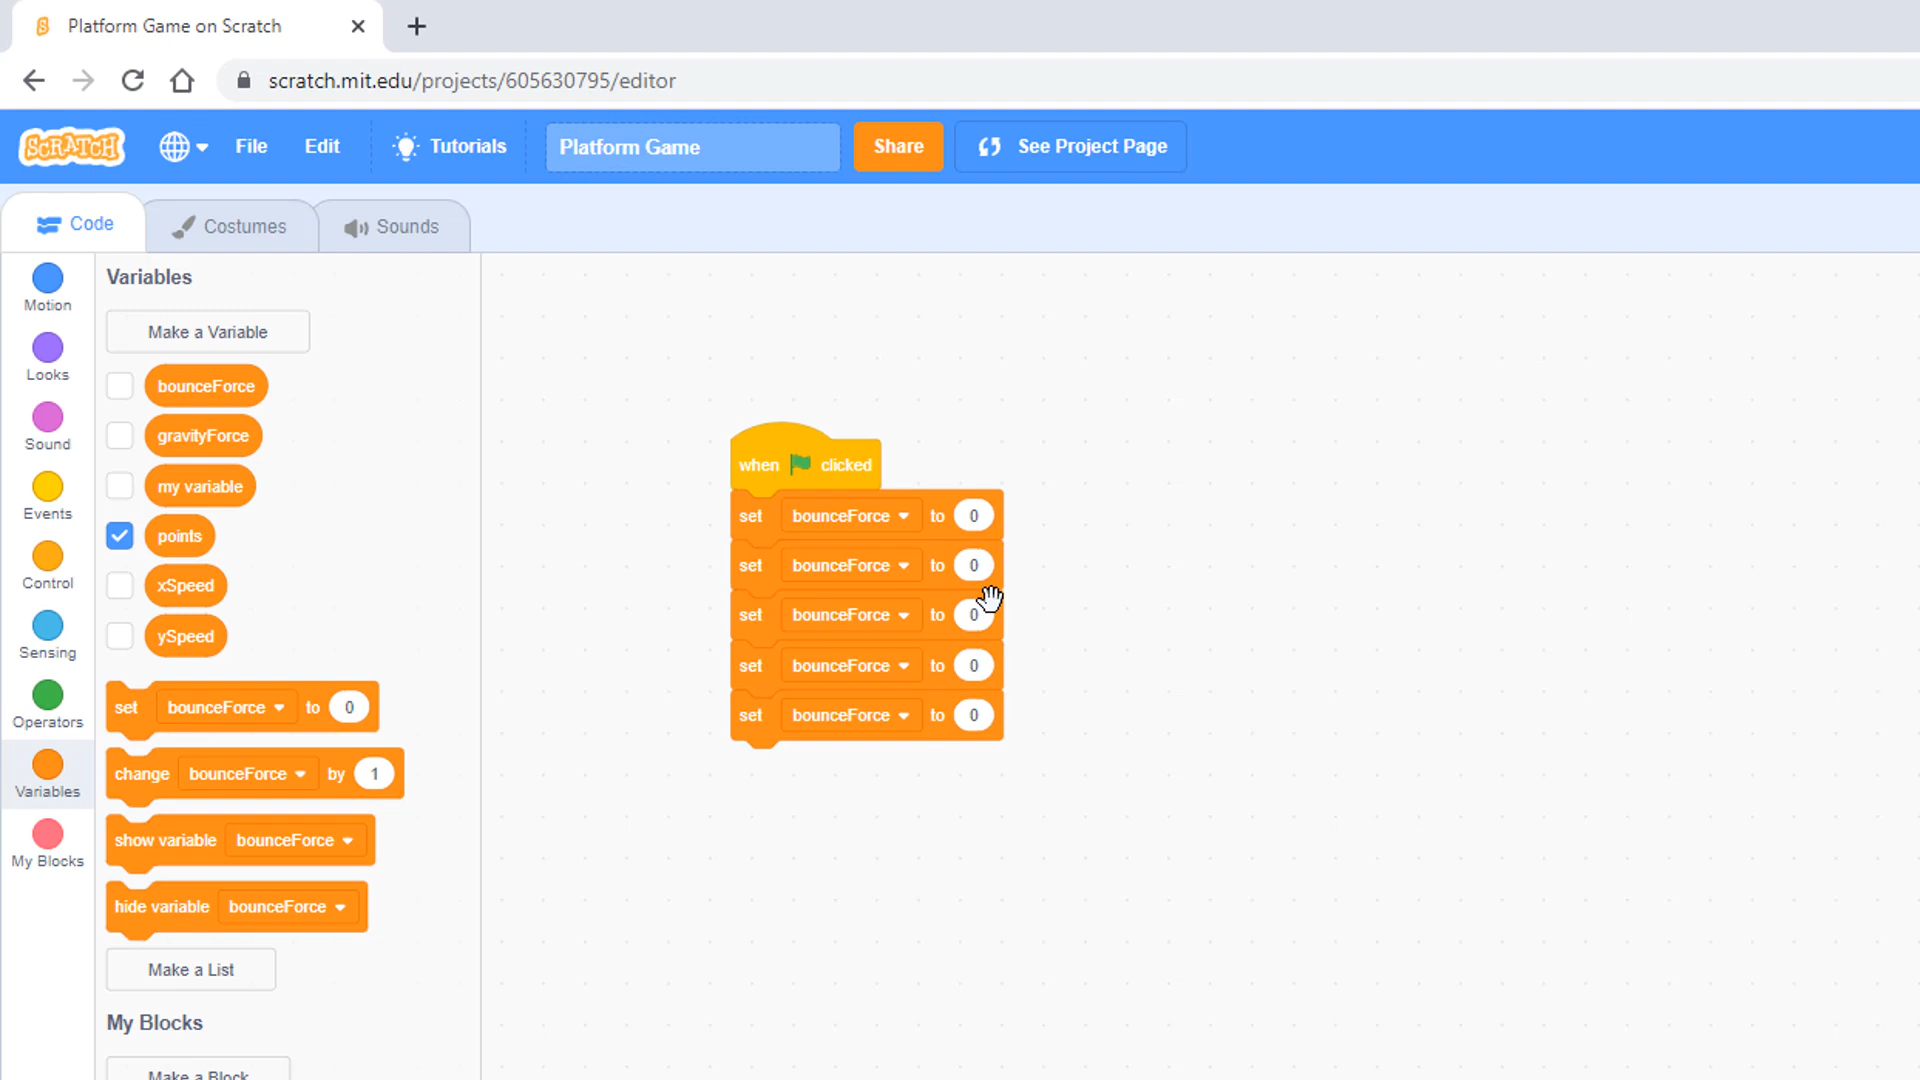 Platform Game on Scratch
scratch.mit.edu/projects/605630795/editor
SCRATCH File Edit Tutorials Platform Game Share See Project Page
Code Costumes Sounds
Motion
Looks
Sound
Events
Control
Sensing
Operators
Variables
My Blocks
Variables
Make a Variable
bounceForce
gravityForce
my variable
points
xSpeed
ySpeed
set bounceForce to 0
change bounceForce by 1
show variable bounceForce
hide variable bounceForce
Make a List
My Blocks
Make a Block
when clicked
set bounceForce to 0
set bounceForce to 0
set bounceForce to 0
set bounceForce to 0
set bounceForce to 0